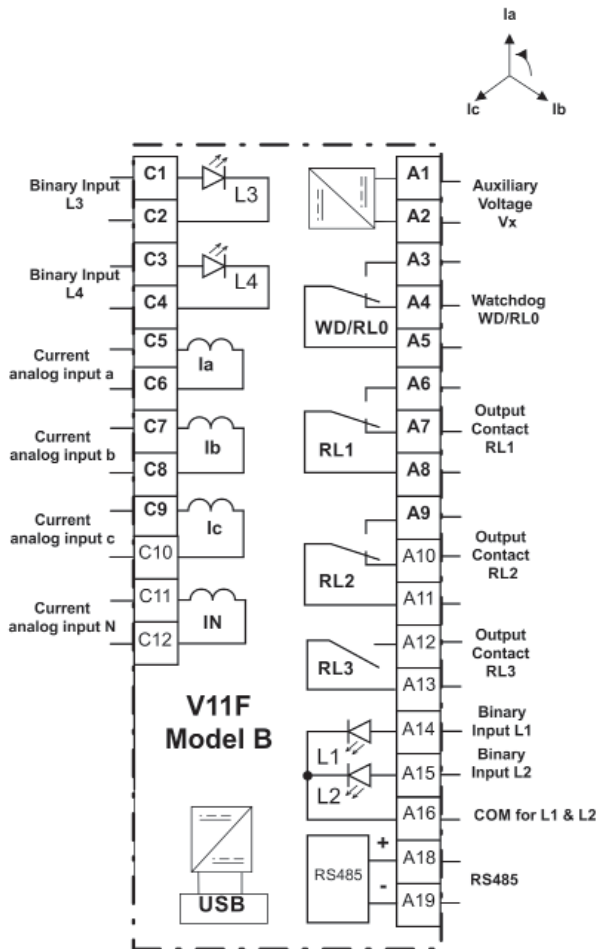 Ia
Ic
Ib
Binary Input
L3
C1
C2
L3
Binary Input
L4
C3
C4
L4
Current
analog input a
C5
C6
Ia
Current
analog input b
C7
C8
Ib
Current
analog input c
C9
C10
Ic
Current
analog input N
C11
C12
IN
V11F
Model B
USB
A1
A2
Auxiliary
Voltage
Vx
WD/RL0
A3
A4
A5
Watchdog
WD/RL0
RL1
A6
A7
A8
Output
Contact
RL1
RL2
A9
A10
A11
Output
Contact
RL2
RL3
A12
A13
Output
Contact
RL3
L1
A14
Binary
Input L1
L2
A15
Binary
Input L2
A16
COM for L1 & L2
RS485
+
-
A18
A19
RS485